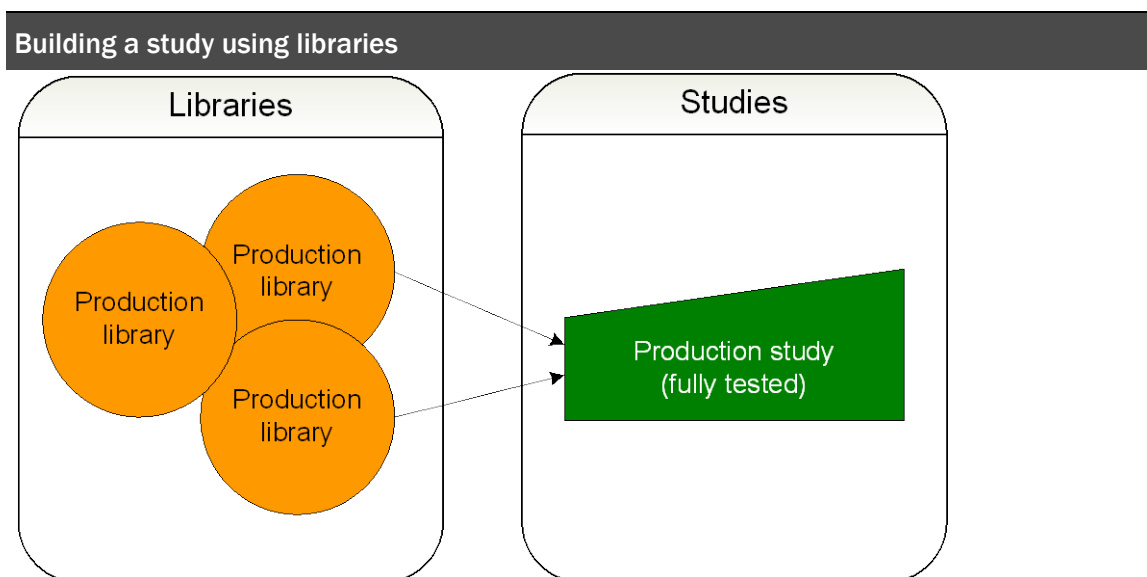 Building a study using libraries
Libraries
Studies
Production
library
Production
library
Production
library
Production study
(fully tested)